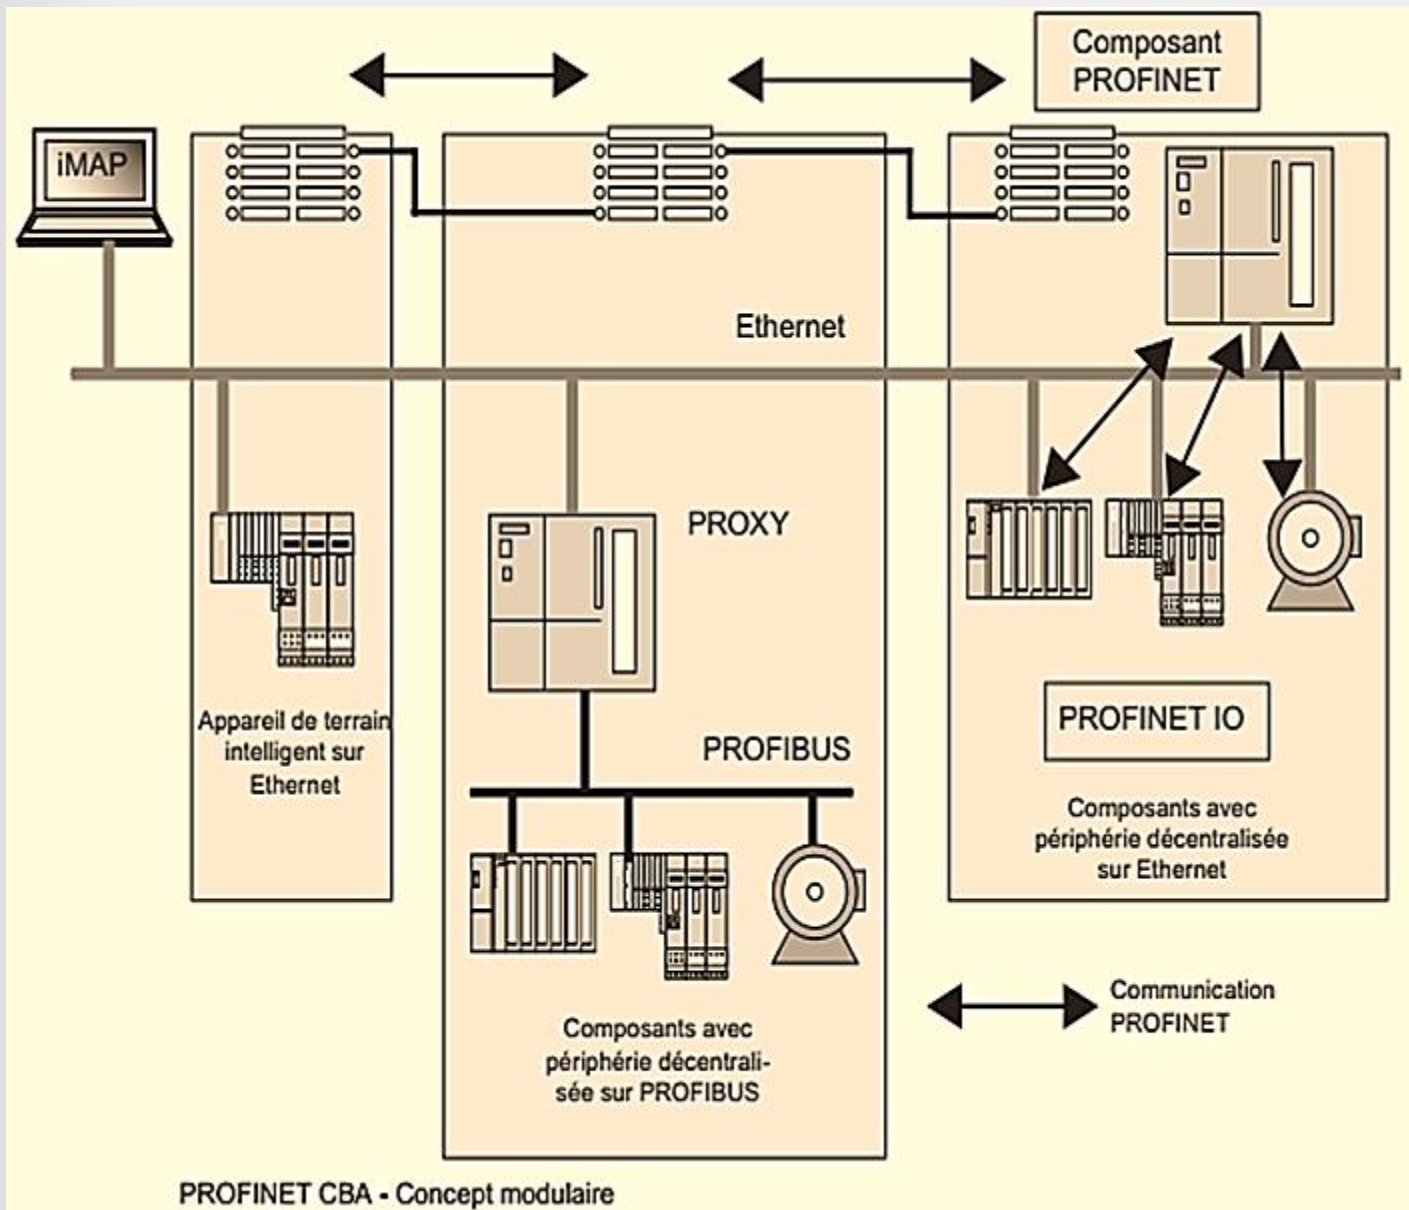 Composant
PROFINET
iMAP
Ethernet
PROXY
Appareil de terrain
intelligent sur
Ethernet
PROFIBUS
PROFINET IO
Composants avec
périphérie décentralisée
sur Ethernet
Composants avec
périphérie décentrali-
sée sur PROFIBUS
Communication
PROFINET
PROFINET CBA - Concept modulaire